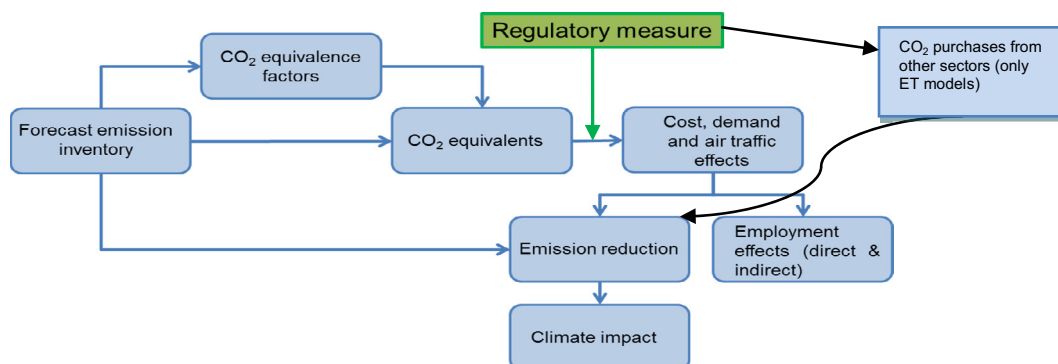 Regulatory measure
CO₂ purchases from
other sectors (only
ET models)
CO₂ equivalence
factors
Forecast emission
inventory
CO₂ equivalents
Cost, demand
and air traffic
effects
Emission reduction
Employment
effects (direct &
indirect)
Climate impact